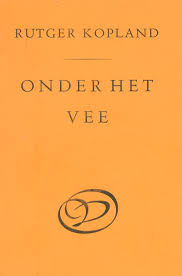 RUTGER KOPLAND
ONDER HET
VEE